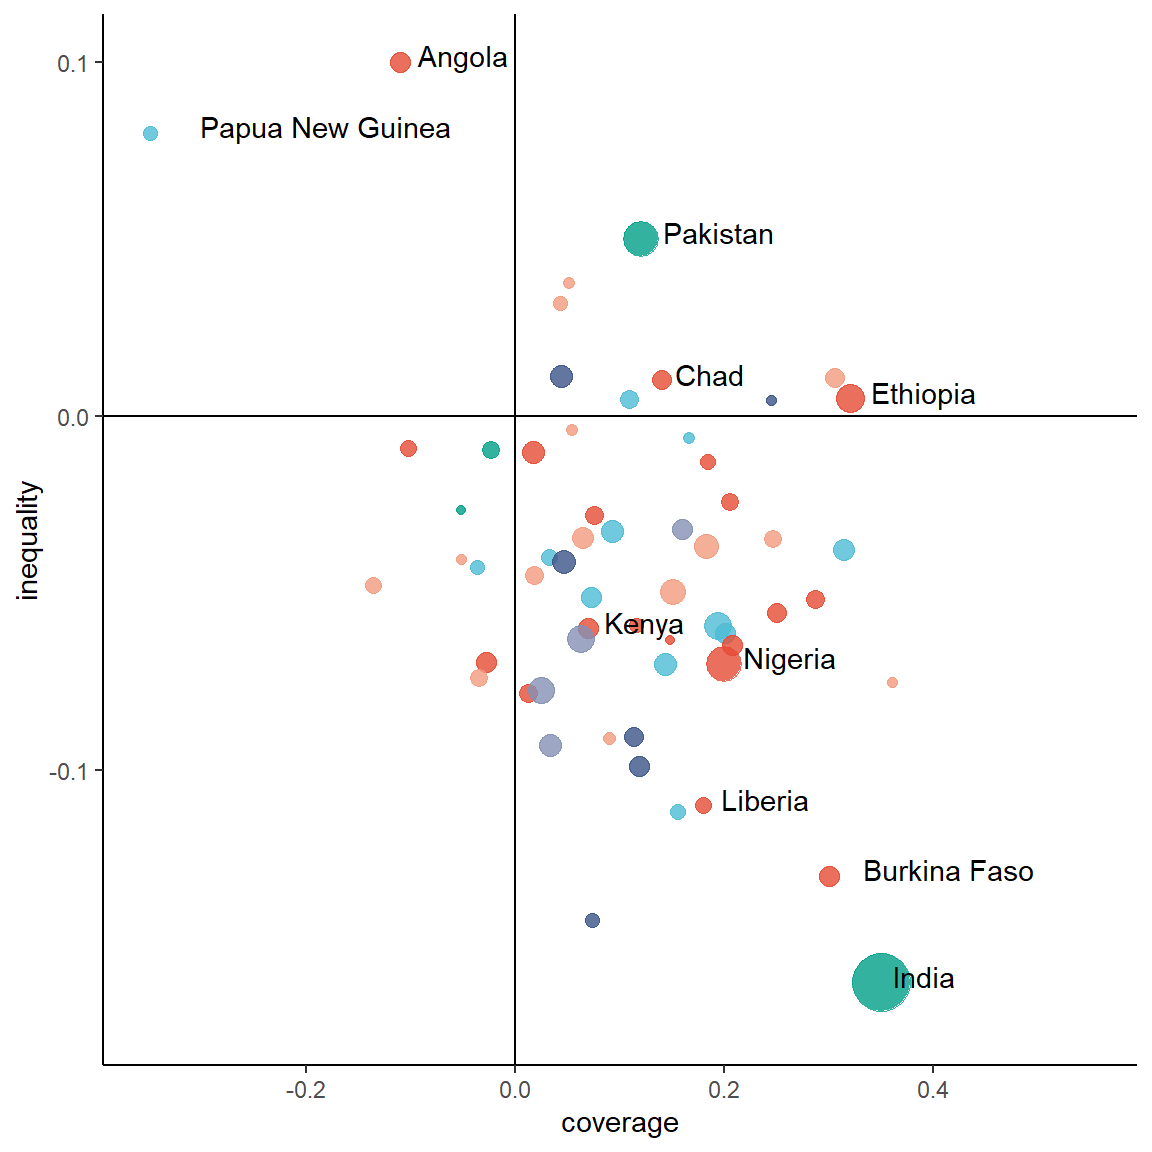 0.1
Angola
Papua New Guinea
Pakistan
Chad
Ethiopia
0.0
inequality
Kenya
Nigeria
-0.1
Liberia
Burkina Faso
India
-0.2 0.0 0.2 0.4
coverage